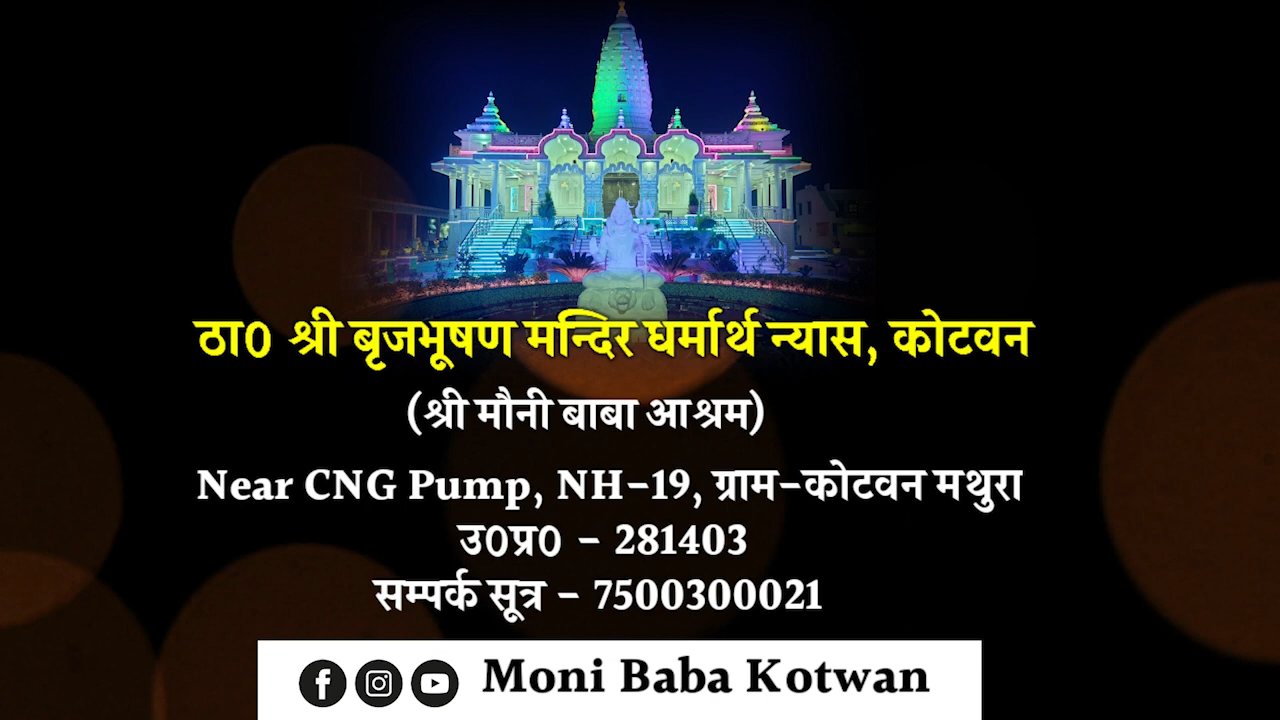 ठा0 श्री बृजभूषण मन्दिर धर्मार्थ न्यास, कोटवन
(श्री मौनी बाबा आश्रम)
Near CNG Pump, NH-19, ग्राम-कोटवन मथुरा
उ0प्र0 - 281403
सम्पर्क सूत्र - 7500300021
Moni Baba Kotwan